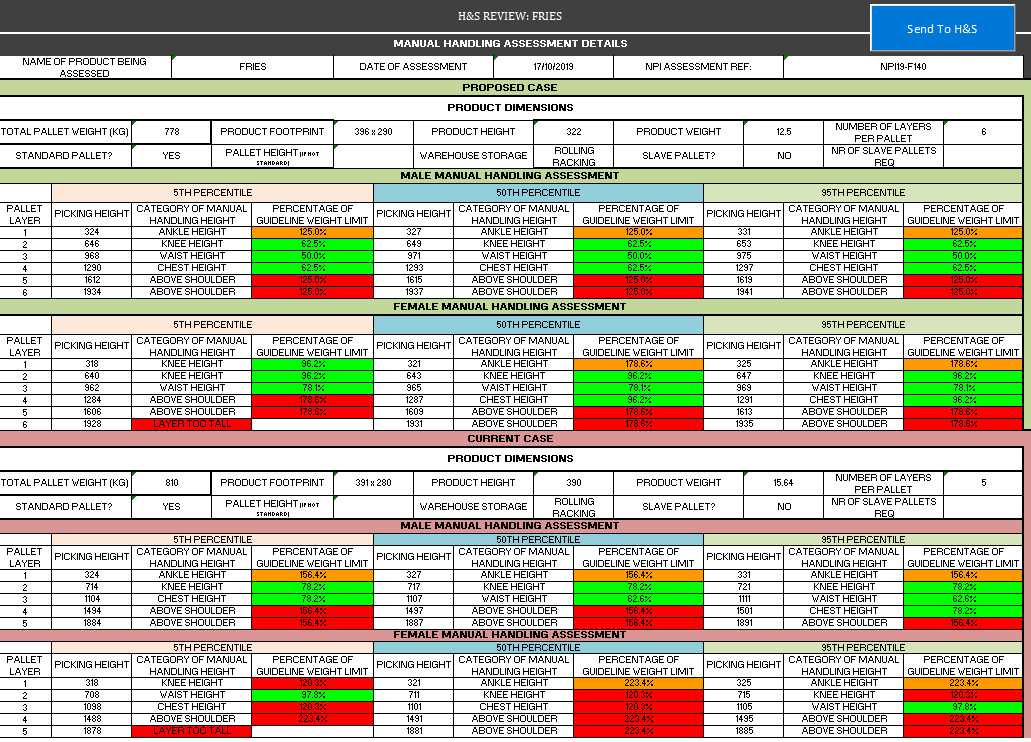 H&S REVIEW: FRIES
Send To H&S
MANUAL HANDLING ASSESSMENT DETAILS
NAME OF PRODUCT BEING ASSESSED FRIES DATE OF ASSESSMENT 17/10/2019 NPI ASSESSMENT REF: NPI19-F140
PROPOSED CASE
PRODUCT DIMENSIONS
TOTAL PALLET WEIGHT (KG) 778 PRODUCT FOOTPRINT 396 x 290 PRODUCT HEIGHT 322 PRODUCT WEIGHT 12.5 NUMBER OF LAYERS PER PALLET 6
STANDARD PALLET? YES PALLET HEIGHT (IF NOT STANDARD) WAREHOUSE STORAGE ROLLING RACKING SLAVE PALLET? NO NR OF SLAVE PALLETS REQ
MALE MANUAL HANDLING ASSESSMENT
5TH PERCENTILE 50TH PERCENTILE 95TH PERCENTILE
PALLET LAYER PICKING HEIGHT CATEGORY OF MANUAL HANDLING HEIGHT PERCENTAGE OF GUIDELINE WEIGHT LIMIT PICKING HEIGHT CATEGORY OF MANUAL HANDLING HEIGHT PERCENTAGE OF GUIDELINE WEIGHT LIMIT PICKING HEIGHT CATEGORY OF MANUAL HANDLING HEIGHT PERCENTAGE OF GUIDELINE WEIGHT LIMIT
1 324 ANKLE HEIGHT 125.0% 327 ANKLE HEIGHT 125.0% 331 ANKLE HEIGHT 125.0%
2 646 KNEE HEIGHT 62.5% 649 KNEE HEIGHT 62.5% 653 KNEE HEIGHT 62.5%
3 968 WAIST HEIGHT 50.0% 971 WAIST HEIGHT 50.0% 975 WAIST HEIGHT 50.0%
4 1290 CHEST HEIGHT 62.5% 1293 CHEST HEIGHT 62.5% 1297 CHEST HEIGHT 62.5%
5 1612 ABOVE SHOULDER 125.0% 1615 ABOVE SHOULDER 125.0% 1619 ABOVE SHOULDER 125.0%
6 1934 ABOVE SHOULDER 125.0% 1937 ABOVE SHOULDER 125.0% 1941 ABOVE SHOULDER 125.0%
FEMALE MANUAL HANDLING ASSESSMENT
5TH PERCENTILE 50TH PERCENTILE 95TH PERCENTILE
PALLET LAYER PICKING HEIGHT CATEGORY OF MANUAL HANDLING HEIGHT PERCENTAGE OF GUIDELINE WEIGHT LIMIT PICKING HEIGHT CATEGORY OF MANUAL HANDLING HEIGHT PERCENTAGE OF GUIDELINE WEIGHT LIMIT PICKING HEIGHT CATEGORY OF MANUAL HANDLING HEIGHT PERCENTAGE OF GUIDELINE WEIGHT LIMIT
1 318 KNEE HEIGHT 96.2% 321 ANKLE HEIGHT 178.6% 325 ANKLE HEIGHT 178.6%
2 640 KNEE HEIGHT 96.2% 643 KNEE HEIGHT 96.2% 647 KNEE HEIGHT 96.2%
3 962 WAIST HEIGHT 78.1% 965 WAIST HEIGHT 78.1% 969 WAIST HEIGHT 78.1%
4 1284 ABOVE SHOULDER 178.6% 1287 CHEST HEIGHT 96.2% 1291 CHEST HEIGHT 96.2%
5 1606 ABOVE SHOULDER 178.6% 1609 ABOVE SHOULDER 178.6% 1613 ABOVE SHOULDER 178.6%
6 1928 LAYER TOO TALL 1931 ABOVE SHOULDER 178.6% 1935 ABOVE SHOULDER 178.6%
CURRENT CASE
PRODUCT DIMENSIONS
TOTAL PALLET WEIGHT (KG) 810 PRODUCT FOOTPRINT 391 x 280 PRODUCT HEIGHT 390 PRODUCT WEIGHT 15.64 NUMBER OF LAYERS PER PALLET 5
STANDARD PALLET? YES PALLET HEIGHT (IF NOT STANDARD) WAREHOUSE STORAGE ROLLING RACKING SLAVE PALLET? NO NR OF SLAVE PALLETS REQ
MALE MANUAL HANDLING ASSESSMENT
5TH PERCENTILE 50TH PERCENTILE 95TH PERCENTILE
PALLET LAYER PICKING HEIGHT CATEGORY OF MANUAL HANDLING HEIGHT PERCENTAGE OF GUIDELINE WEIGHT LIMIT PICKING HEIGHT CATEGORY OF MANUAL HANDLING HEIGHT PERCENTAGE OF GUIDELINE WEIGHT LIMIT PICKING HEIGHT CATEGORY OF MANUAL HANDLING HEIGHT PERCENTAGE OF GUIDELINE WEIGHT LIMIT
1 324 ANKLE HEIGHT 156.4% 327 ANKLE HEIGHT 156.4% 331 ANKLE HEIGHT 156.4%
2 714 KNEE HEIGHT 78.2% 717 KNEE HEIGHT 78.2% 721 KNEE HEIGHT 78.2%
3 1104 CHEST HEIGHT 78.2% 1107 WAIST HEIGHT 62.6% 1111 WAIST HEIGHT 62.6%
4 1494 ABOVE SHOULDER 156.4% 1497 ABOVE SHOULDER 156.4% 1501 CHEST HEIGHT 78.2%
5 1884 ABOVE SHOULDER 156.4% 1887 ABOVE SHOULDER 156.4% 1891 ABOVE SHOULDER 156.4%
FEMALE MANUAL HANDLING ASSESSMENT
5TH PERCENTILE 50TH PERCENTILE 95TH PERCENTILE
PALLET LAYER PICKING HEIGHT CATEGORY OF MANUAL HANDLING HEIGHT PERCENTAGE OF GUIDELINE WEIGHT LIMIT PICKING HEIGHT CATEGORY OF MANUAL HANDLING HEIGHT PERCENTAGE OF GUIDELINE WEIGHT LIMIT PICKING HEIGHT CATEGORY OF MANUAL HANDLING HEIGHT PERCENTAGE OF GUIDELINE WEIGHT LIMIT
1 318 KNEE HEIGHT 120.3% 321 ANKLE HEIGHT 223.4% 325 ANKLE HEIGHT 223.4%
2 708 WAIST HEIGHT 97.8% 711 KNEE HEIGHT 120.3% 715 KNEE HEIGHT 120.3%
3 1098 CHEST HEIGHT 120.3% 1101 CHEST HEIGHT 120.3% 1105 WAIST HEIGHT 97.8%
4 1488 ABOVE SHOULDER 223.4% 1491 ABOVE SHOULDER 223.4% 1495 ABOVE SHOULDER 223.4%
5 1878 LAYER TOO TALL 1881 ABOVE SHOULDER 223.4% 1885 ABOVE SHOULDER 223.4%